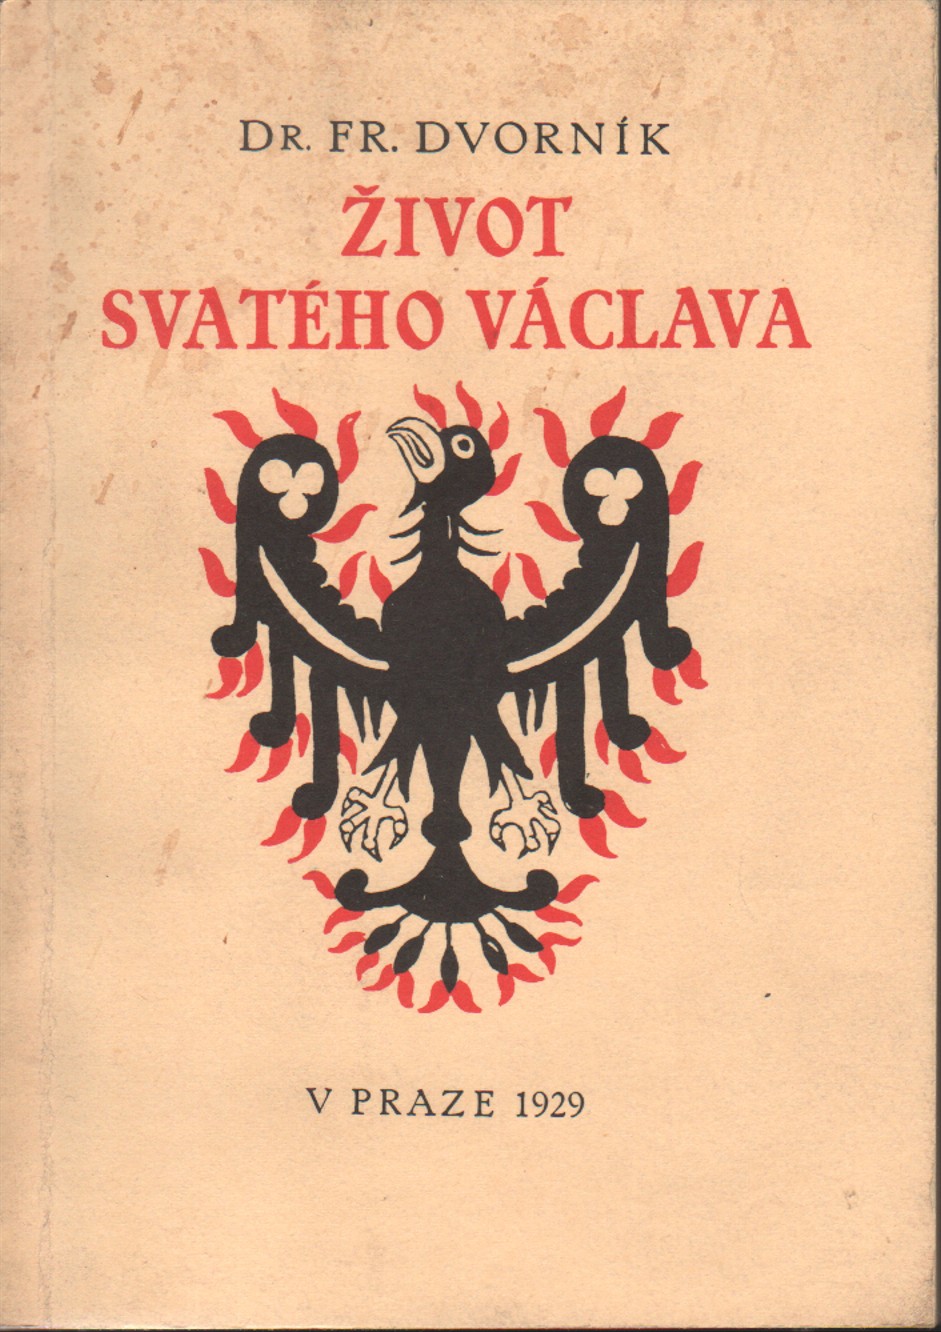 DR. FR. DVORNÍK
ŽIVOT
SVATÉHO VÁCLAVA
V PRAZE 1929